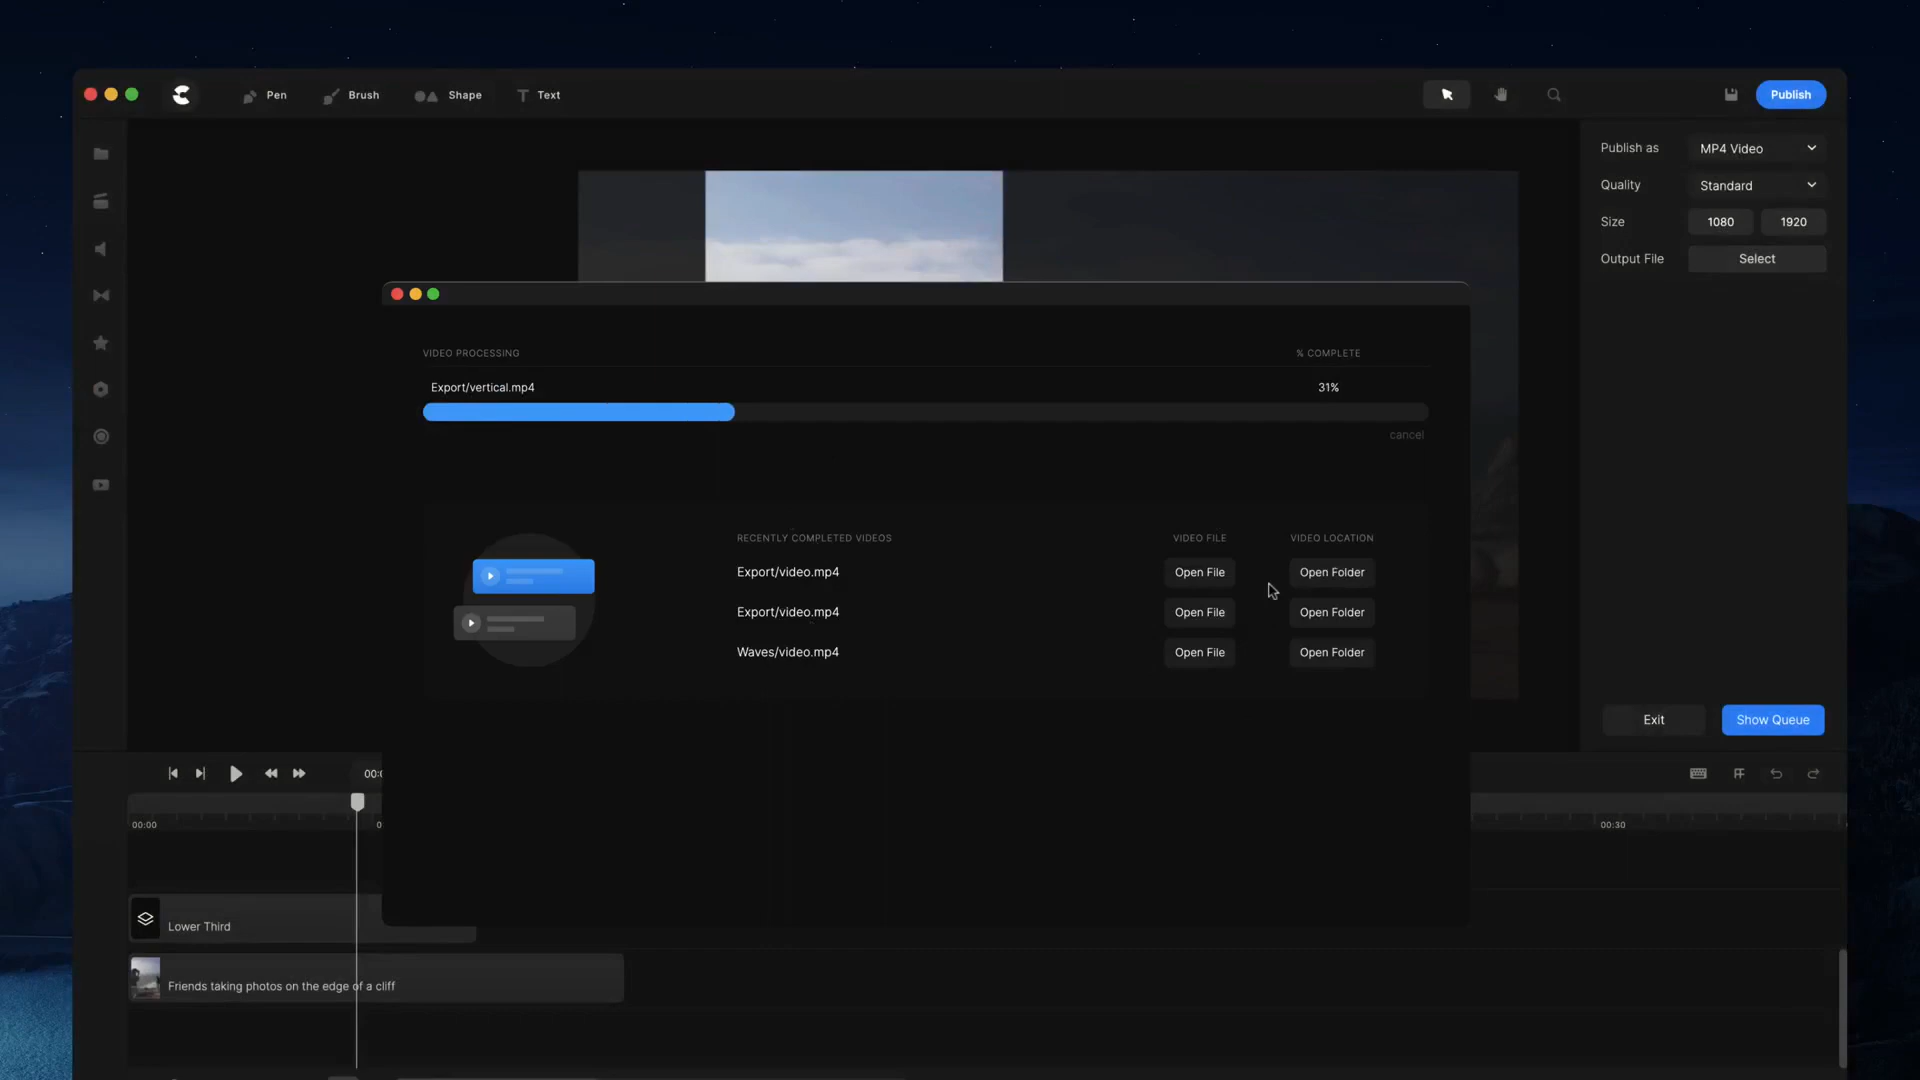 Pen
Brush
Shape
Text
Publish
Publish as
MP4 Video
Quality
Standard
Size
1080
1920
Output File
Select
VIDEO PROCESSING
% COMPLETE
Export/vertical.mp4
31%
cancel
RECENTLY COMPLETED VIDEOS
VIDEO FILE
VIDEO LOCATION
Export/video.mp4
Open File
Open Folder
Export/video.mp4
Open File
Open Folder
Waves/video.mp4
Open File
Open Folder
Exit
Show Queue
00:00
00:30
Lower Third
Friends taking photos on the edge of a cliff